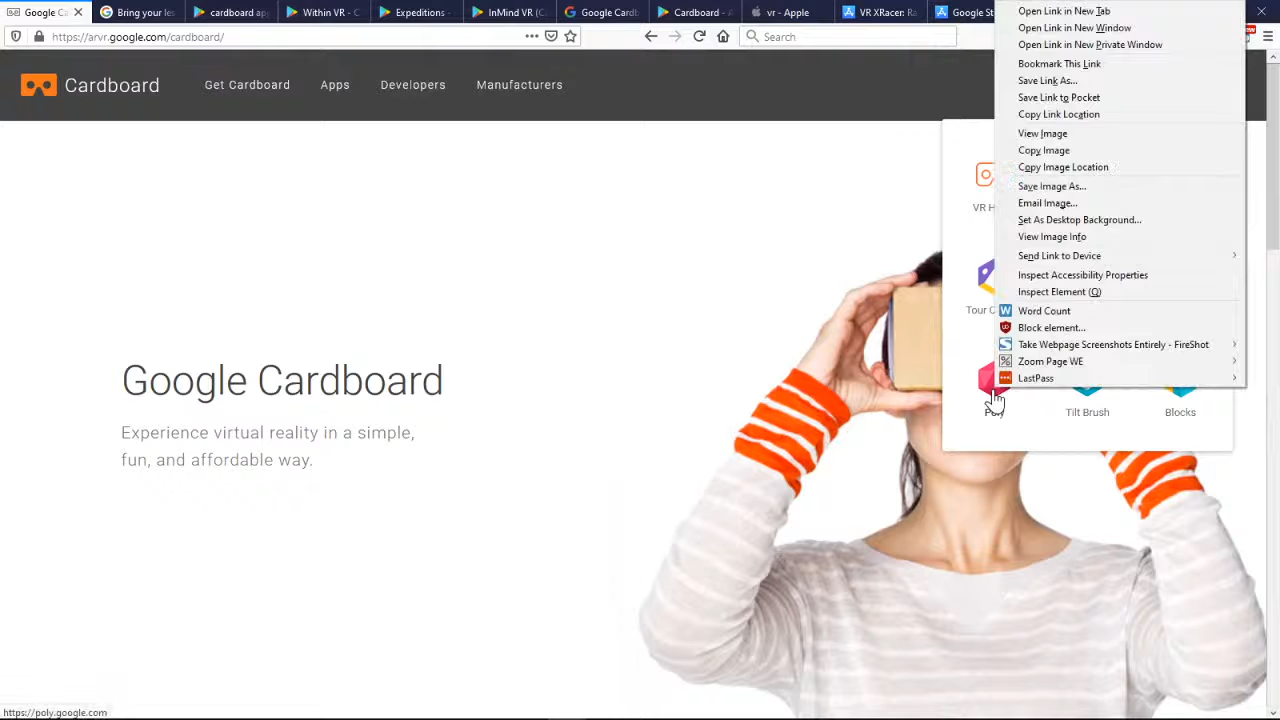 Google Ca
Bring your les
cardboard ap
Within VR - C
Expeditions -
InMind VR (C
Google Cardb
Cardboard - A
vr - Apple
VR XRacer: Ra
Google St
https://arvr.google.com/cardboard/
Search
Cardboard
Get Cardboard
Apps
Developers
Manufacturers
Open Link in New Tab
Open Link in New Window
Open Link in New Private Window
Bookmark This Link
Save Link As...
Save Link to Pocket
Copy Link Location
View Image
Copy Image
Copy Image Location
Save Image As...
Email Image...
Set As Desktop Background...
View Image Info
Send Link to Device
Inspect Accessibility Properties
Inspect Element (Q)
Word Count
Block element...
Take Webpage Screenshots Entirely - FireShot
Zoom Page WE
LastPass
VR H
Tour C
Poly
Tilt Brush
Blocks
Google Cardboard
Experience virtual reality in a simple,
fun, and affordable way.
https://poly.google.com